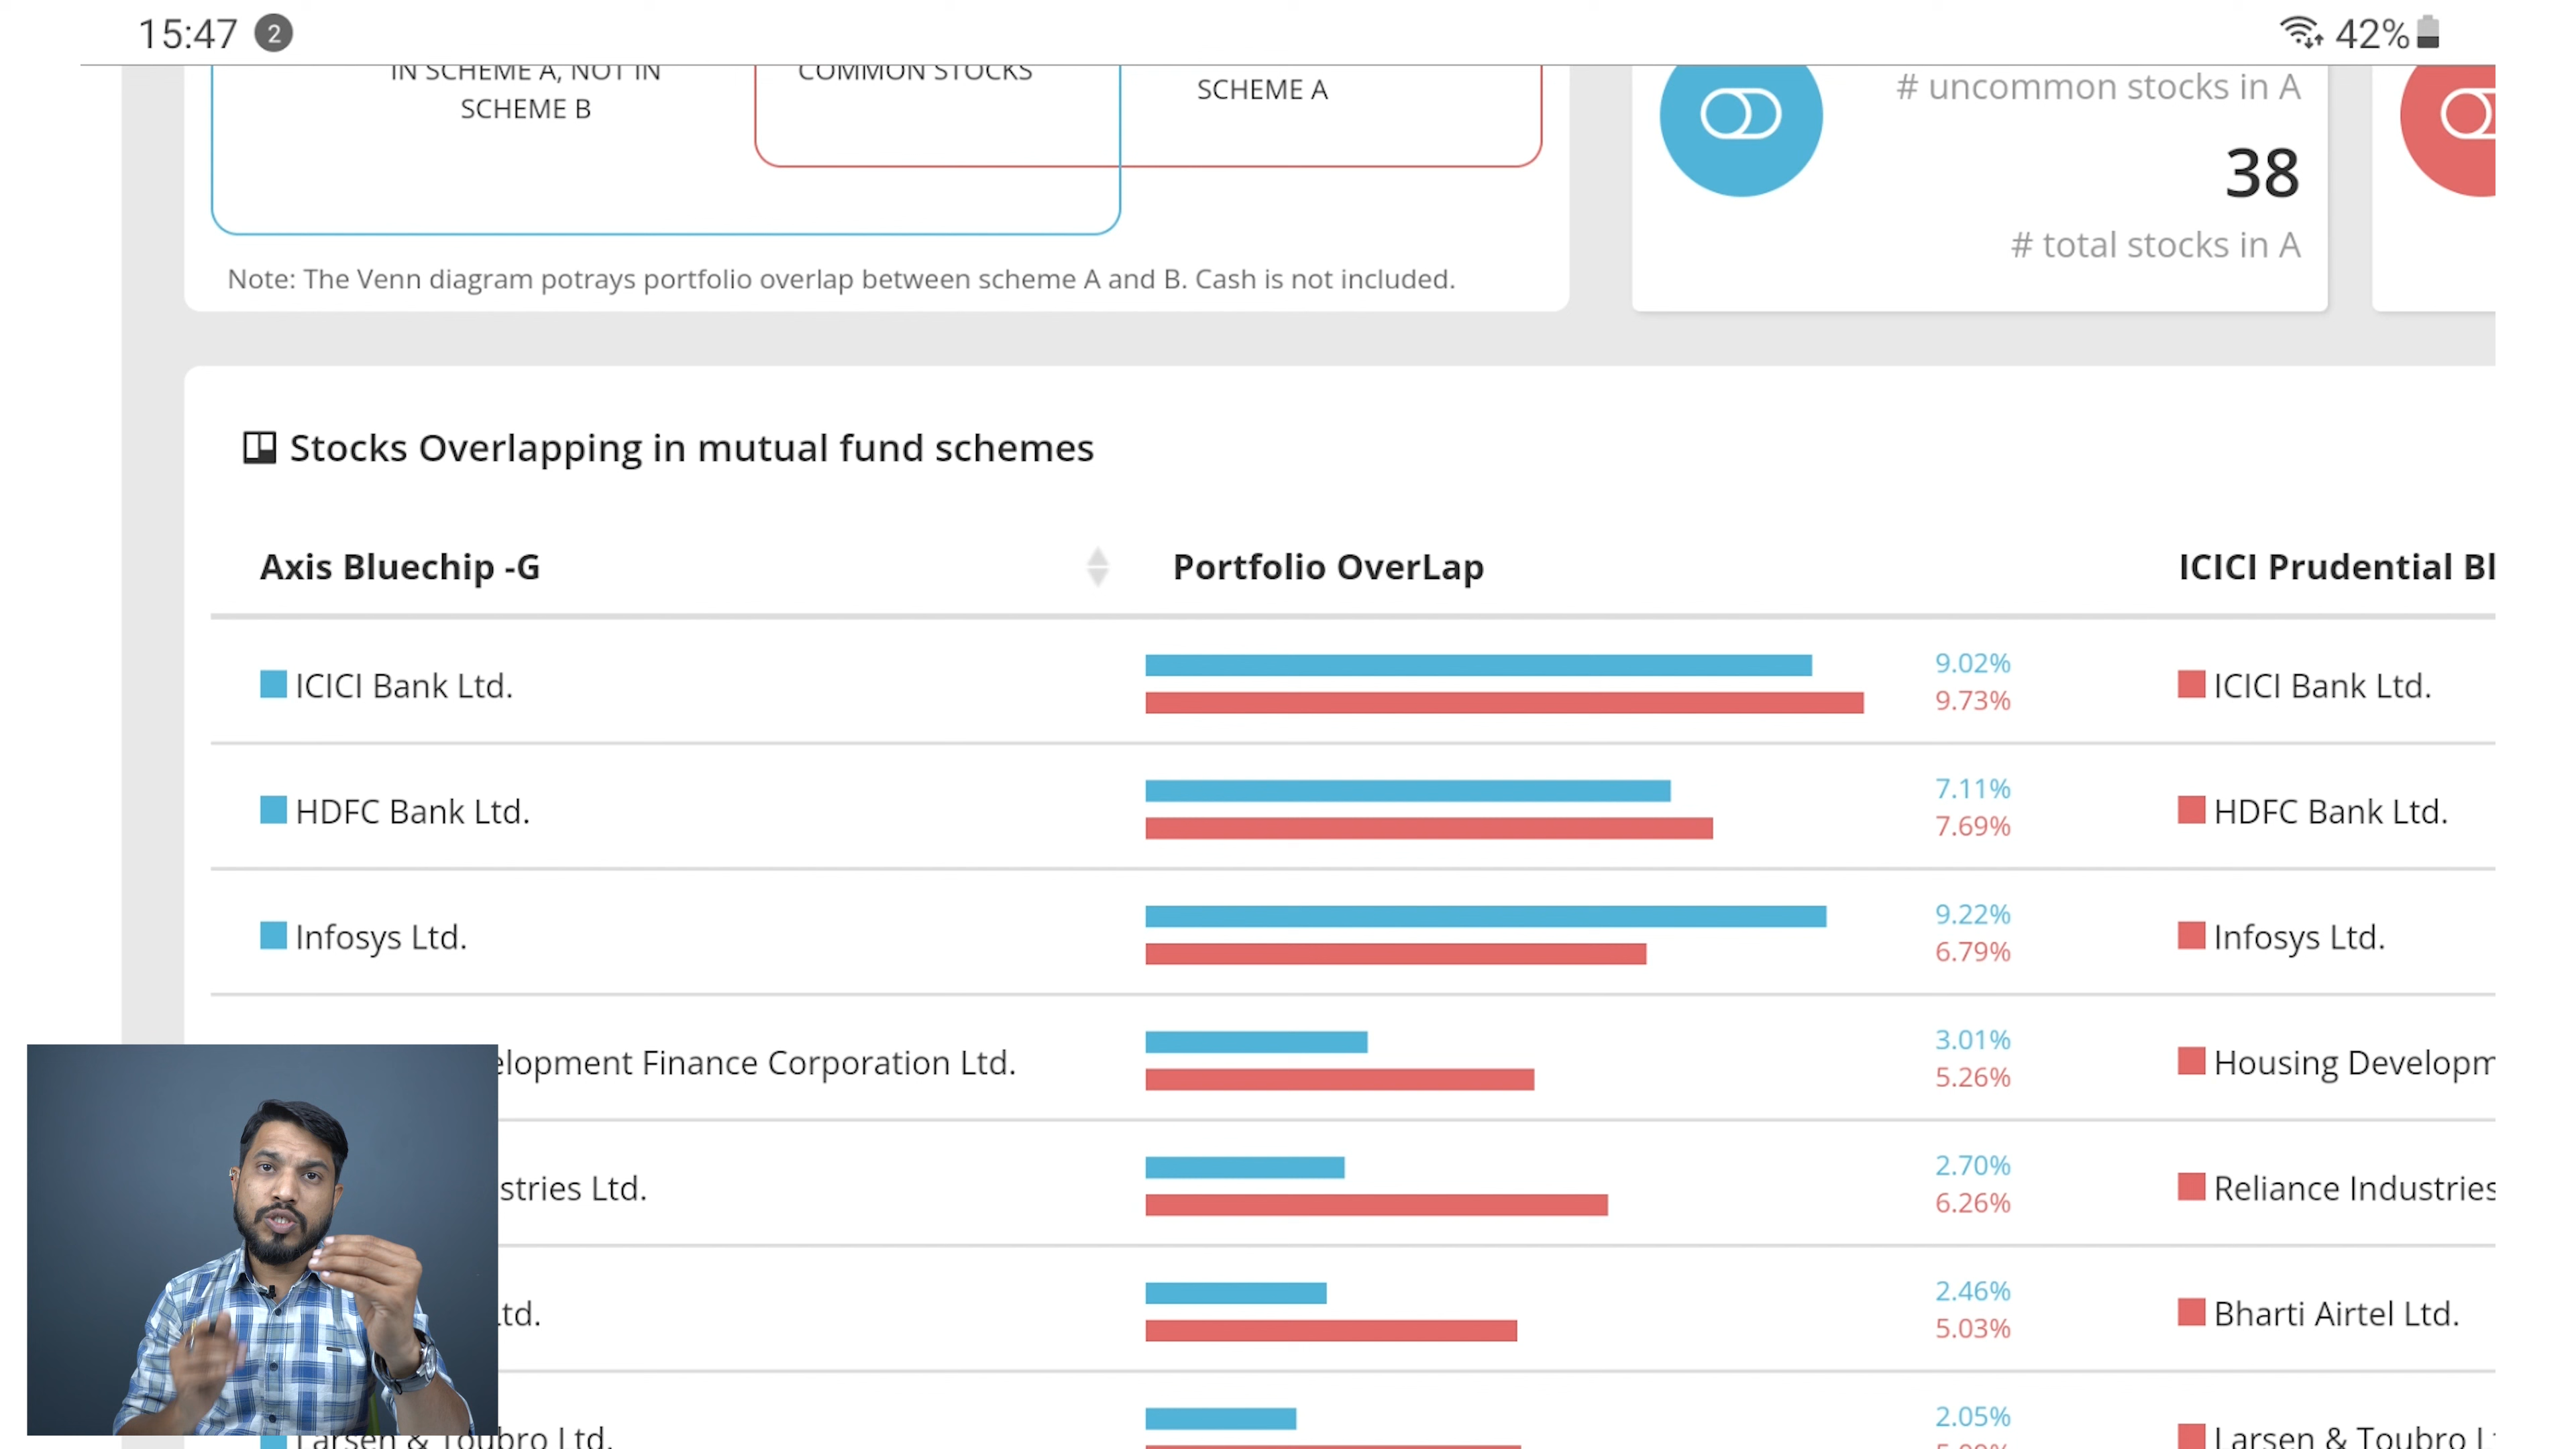 15:47 2
42%
IN SCHEME A, NOT IN
SCHEME B
COMMON STOCKS
SCHEME A
# uncommon stocks in A
38
# total stocks in A
Note: The Venn diagram potrays portfolio overlap between scheme A and B. Cash is not included.
Stocks Overlapping in mutual fund schemes
Axis Bluechip -G Portfolio OverLap ICICI Prudential Bl
ICICI Bank Ltd. 9.02% ICICI Bank Ltd.
9.73%
HDFC Bank Ltd. 7.11% HDFC Bank Ltd.
7.69%
Infosys Ltd. 9.22% Infosys Ltd.
6.79%
elopment Finance Corporation Ltd. 3.01% Housing Developm
5.26%
stries Ltd. 2.70% Reliance Industries
6.26%
Ltd. 2.46% Bharti Airtel Ltd.
5.03%
Larsen & Toubro Ltd. 2.05% Larsen & Toubro